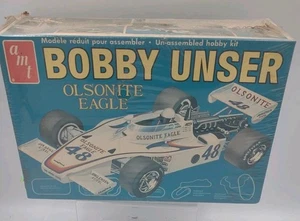 amt
Modèle réduit pour assembler • Un-assembled hobby kit
BOBBY UNSER
OLSONITE
EAGLE
OLSONITE
OLSONITE EAGLE
48
48